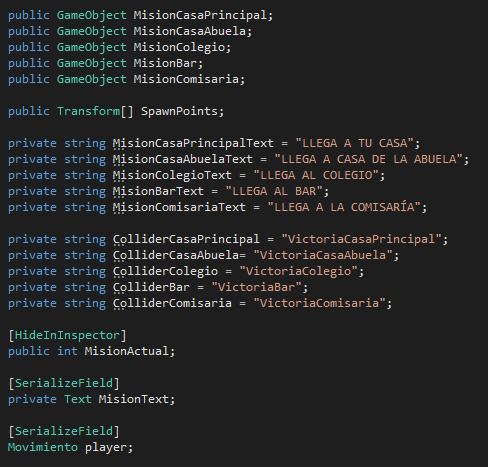 public GameObject MisionCasaPrincipal;
public GameObject MisionCasaAbuela;
public GameObject MisionColegio;
public GameObject MisionBar;
public GameObject MisionComisaria;

public Transform[] SpawnPoints;

private string MisionCasaPrincipalText = "LLEGA A TU CASA";
private string MisionCasaAbuelaText = "LLEGA A CASA DE LA ABUELA";
private string MisionColegioText = "LLEGA AL COLEGIO";
private string MisionBarText = "LLEGA AL BAR";
private string MisionComisariaText = "LLEGA A LA COMISARÍA";

private string ColliderCasaPrincipal = "VictoriaCasaPrincipal";
private string ColliderCasaAbuela= "VictoriaCasaAbuela";
private string ColliderColegio = "VictoriaColegio";
private string ColliderBar = "VictoriaBar";
private string ColliderComisaria = "VictoriaComisaria";

[HideInInspector]
public int MisionActual;

[SerializeField]
private Text MisionText;

[SerializeField]
Movimiento player;